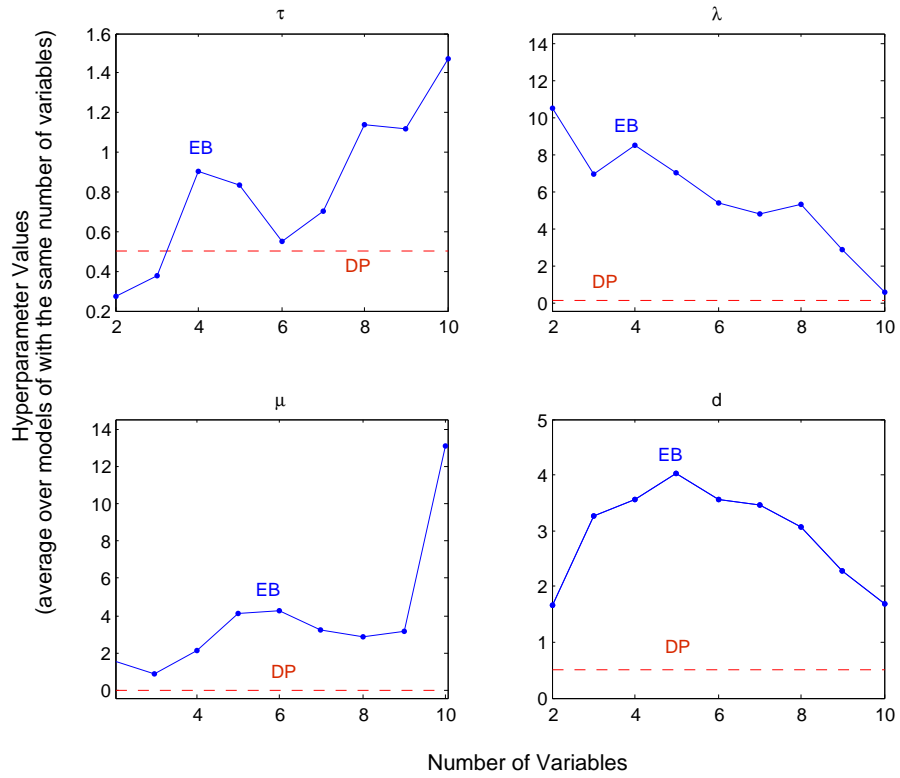 τ
1.6
1.4
1.2
1
0.8
0.6
0.4
0.2
2 4 6 8 10
EB
DP
λ
14
12
10
8
6
4
2
0
2 4 6 8 10
EB
DP
Hyperparameter Values
(average over models of with the same number of variables)
μ
14
12
10
8
6
4
2
0
4 6 8 10
EB
DP
d
5
4
3
2
1
0
2 4 6 8 10
EB
DP
Number of Variables